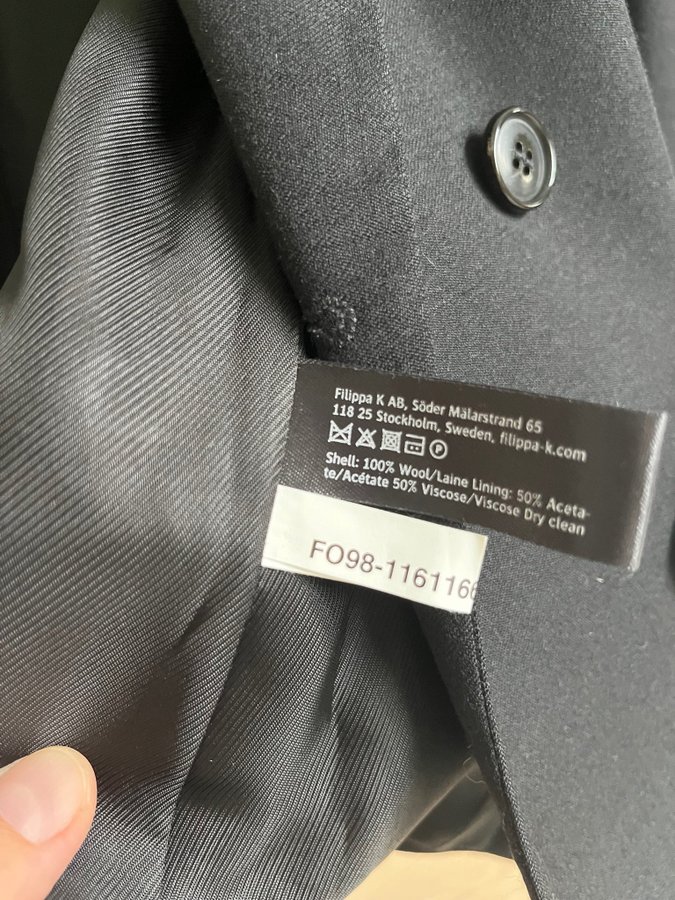 Filippa K AB, Söder Mälarstrand 65
118 25 Stockholm, Sweden, filippa-k.com
P
Shell: 100% Wool/Laine Lining: 50% Aceta-
te/Acétate 50% Viscose/Viscose Dry clean
FO98-1161166